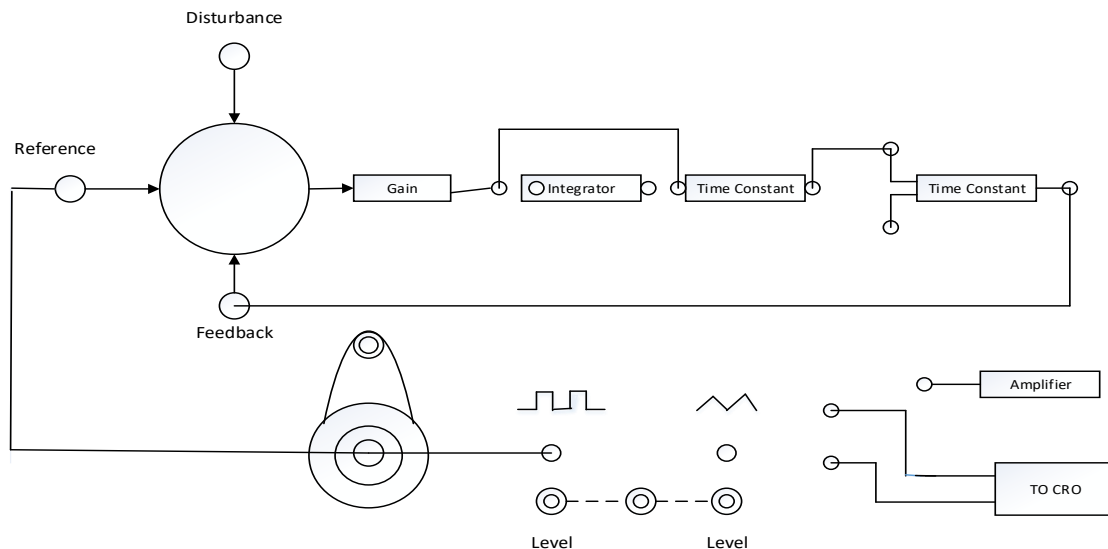 Disturbance
Reference
Gain
Integrator
Time Constant
Time Constant
Feedback
Amplifier
TO CRO
Level
Level